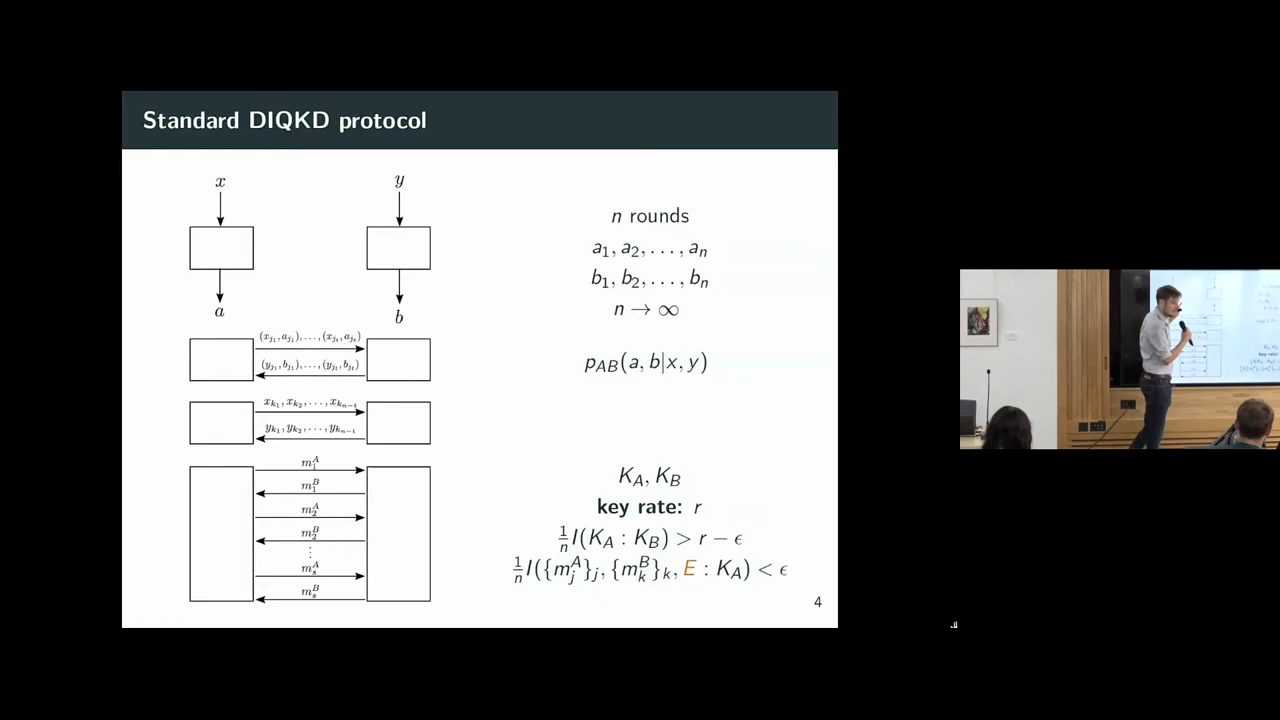 Standard DIQKD protocol
x
y
a
b
(x_{j_1}, a_{j_1}), ..., (x_{j_t}, a_{j_t})
(y_{j_1}, b_{j_1}), ..., (y_{j_t}, b_{j_t})
x_{k_1}, x_{k_2}, ..., x_{k_{n-t}}
y_{k_1}, y_{k_2}, ..., y_{k_{n-t}}
m_1^A
m_1^B
m_2^A
m_2^B
⋮
m_s^A
m_s^B
n rounds
a_1, a_2, ..., a_n
b_1, b_2, ..., b_n
n → ∞
p_{AB}(a, b|x, y)
K_A, K_B
key rate: r
\frac{1}{n} I(K_A : K_B) > r − ϵ
\frac{1}{n} I({m_j^A}_j, {m_k^B}_k, E : K_A) < ϵ
4